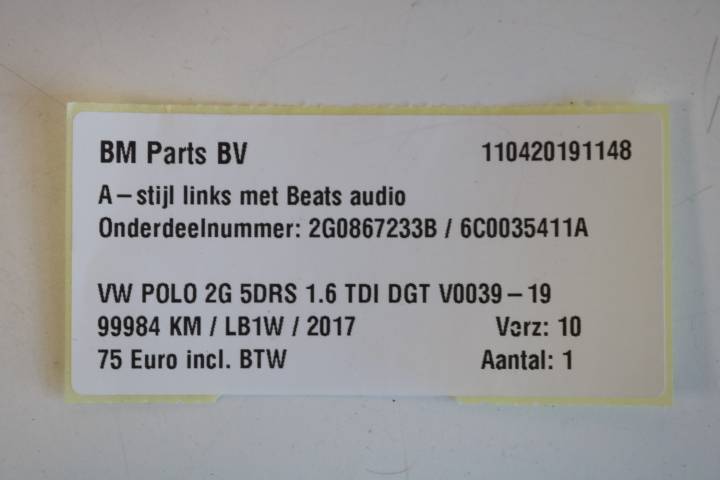 BM Parts BV 110420191148
A-stijl links met Beats audio
Onderdeelnummer: 2G0867233B / 6C0035411A
VW POLO 2G 5DRS 1.6 TDI DGT V0039-19
99984 KM / LB1W / 2017 Verz: 10
75 Euro incl. BTW Aantal: 1